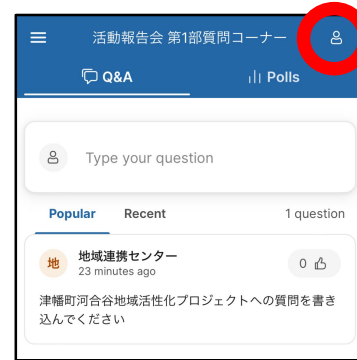 活動報告会 第1部質問コーナー
Q&A
Polls
Type your question
Popular Recent 1 question
地 地域連携センター
23 minutes ago
0
津幡町河合谷地域活性化プロジェクトへの質問を書き
込んでください